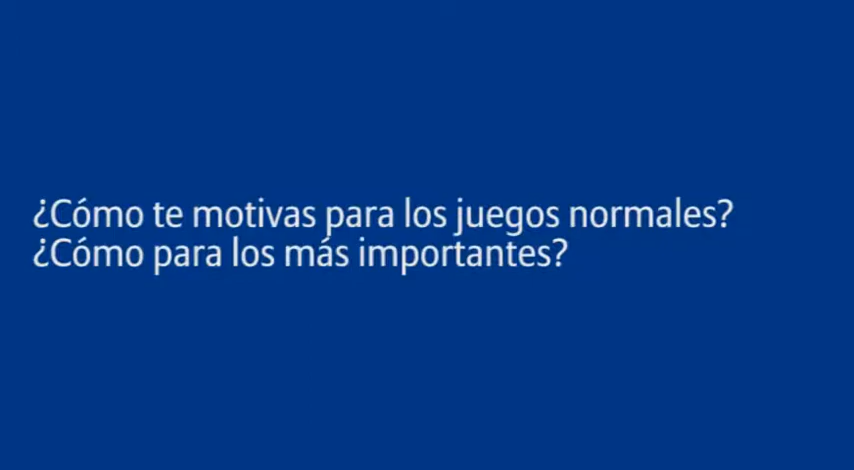 ¿Cómo te motivas para los juegos normales?
¿Cómo para los más importantes?